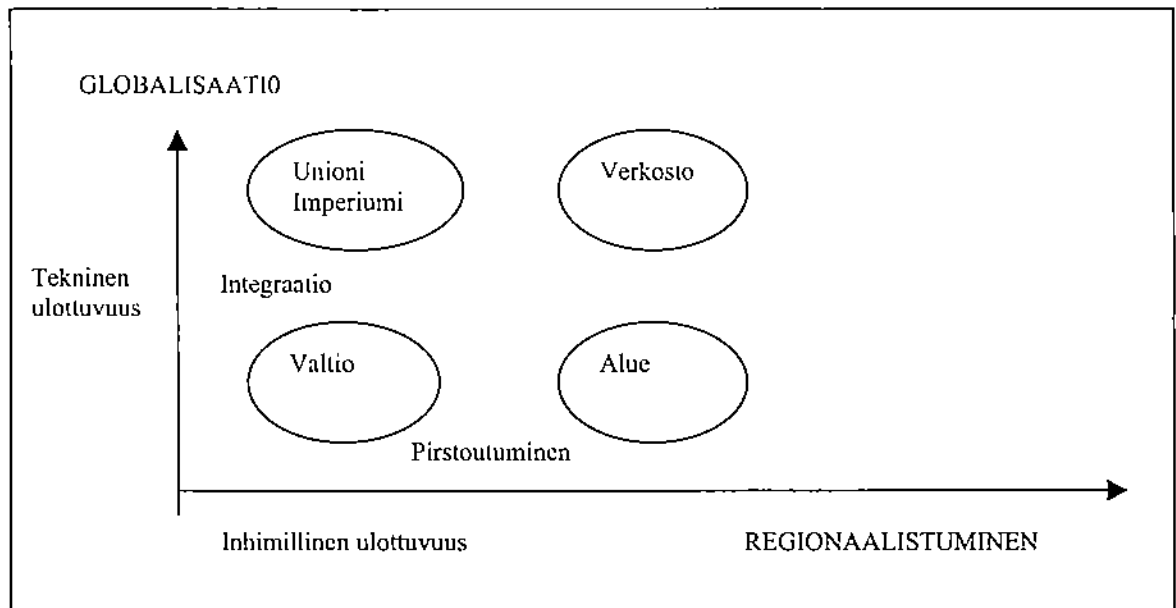 GLOBALISAATIO
Unioni
Imperiumi
Verkosto
Tekninen
ulottuvuus
Integraatio
Valtio
Alue
Pirstoutuminen
Inhimillinen ulottuvuus
REGIONAALISTUMINEN